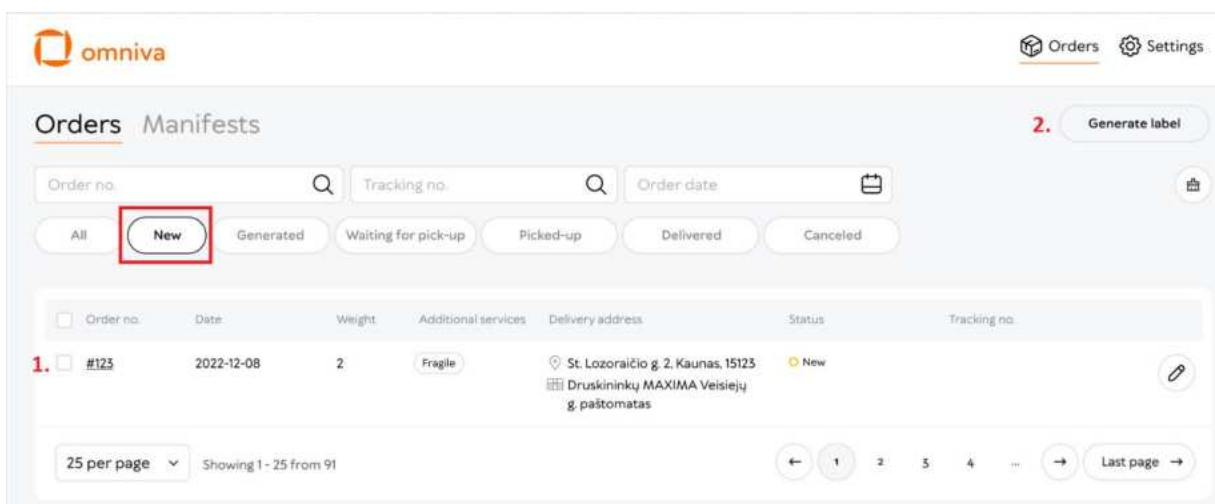 omniva
Orders Settings
Orders Manifests
2. Generate label
Order no. Tracking no. Order date
All New Generated Waiting for pick-up Picked-up Delivered Canceled
Order no. Date Weight Additional services Delivery address Status Tracking no.
1. #123 2022-12-08 2 Fragile St. Lozoraičio g. 2, Kaunas, 15123 New
Druskininkų MAXIMA Veisiejų
g. paštomatas
25 per page Showing 1 - 25 from 91 ← 1 2 3 4 ... → Last page →